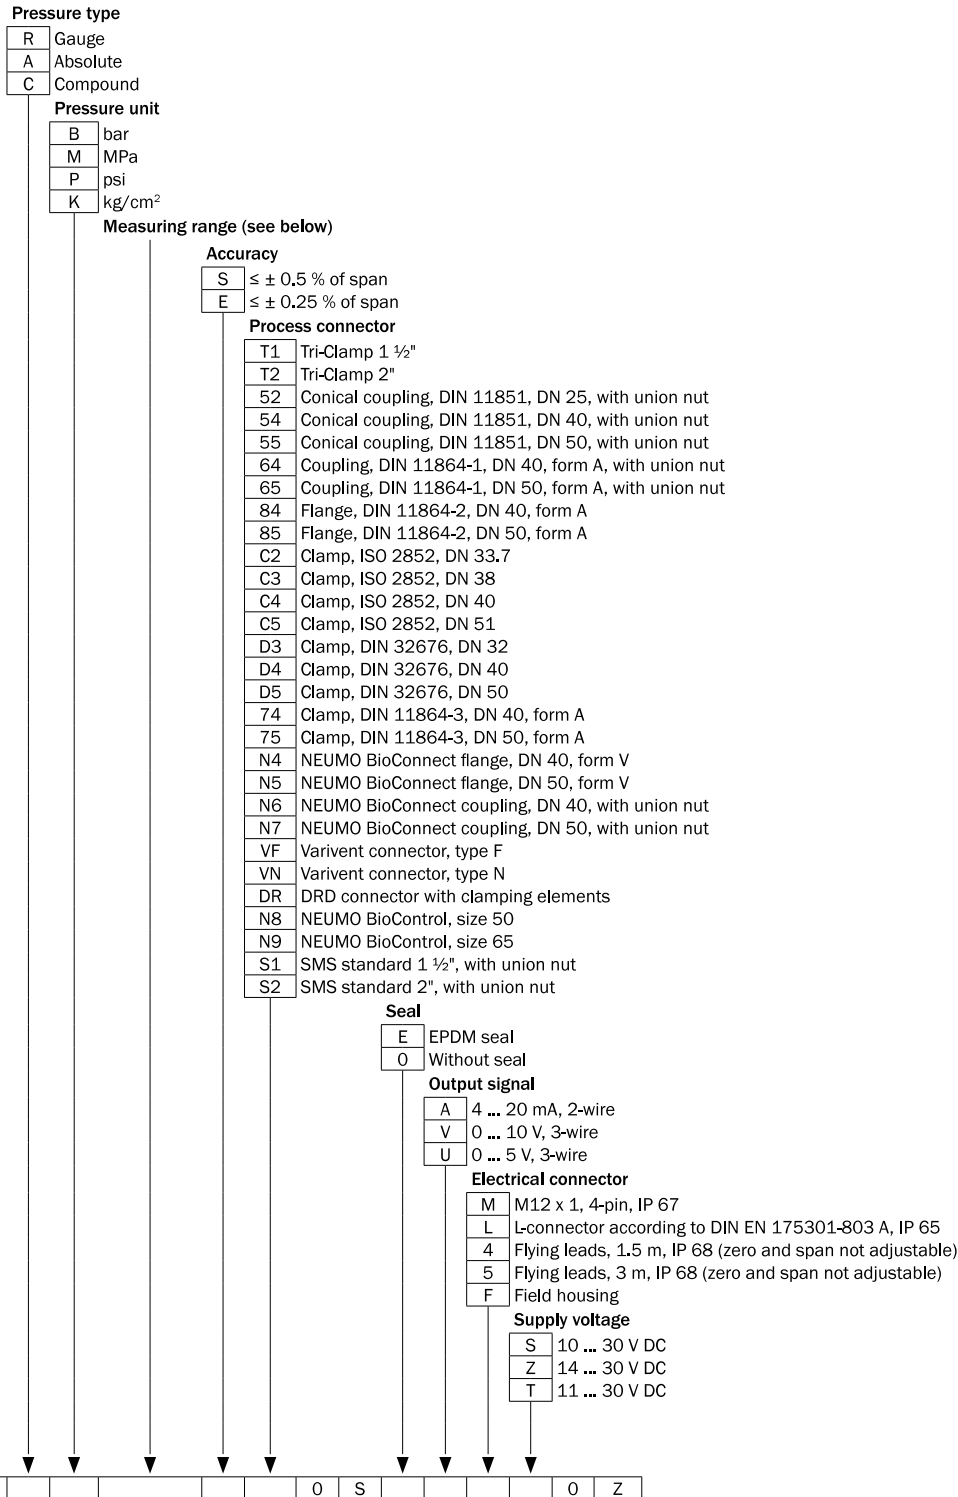 Pressure type
R Gauge
A Absolute
C Compound
Pressure unit
B bar
M MPa
P psi
K kg/cm²
Measuring range (see below)
Accuracy
S ≤ ± 0.5 % of span
E ≤ ± 0.25 % of span
Process connector
T1 Tri-Clamp 1 ½"
T2 Tri-Clamp 2"
52 Conical coupling, DIN 11851, DN 25, with union nut
54 Conical coupling, DIN 11851, DN 40, with union nut
55 Conical coupling, DIN 11851, DN 50, with union nut
64 Coupling, DIN 11864-1, DN 40, form A, with union nut
65 Coupling, DIN 11864-1, DN 50, form A, with union nut
84 Flange, DIN 11864-2, DN 40, form A
85 Flange, DIN 11864-2, DN 50, form A
C2 Clamp, ISO 2852, DN 33.7
C3 Clamp, ISO 2852, DN 38
C4 Clamp, ISO 2852, DN 40
C5 Clamp, ISO 2852, DN 51
D3 Clamp, DIN 32676, DN 32
D4 Clamp, DIN 32676, DN 40
D5 Clamp, DIN 32676, DN 50
74 Clamp, DIN 11864-3, DN 40, form A
75 Clamp, DIN 11864-3, DN 50, form A
N4 NEUMO BioConnect flange, DN 40, form V
N5 NEUMO BioConnect flange, DN 50, form V
N6 NEUMO BioConnect coupling, DN 40, with union nut
N7 NEUMO BioConnect coupling, DN 50, with union nut
VF Varivent connector, type F
VN Varivent connector, type N
DR DRD connector with clamping elements
N8 NEUMO BioControl, size 50
N9 NEUMO BioControl, size 65
S1 SMS standard 1 ½", with union nut
S2 SMS standard 2", with union nut
Seal
E EPDM seal
0 Without seal
Output signal
A 4 ... 20 mA, 2-wire
V 0 ... 10 V, 3-wire
U 0 ... 5 V, 3-wire
Electrical connector
M M12 x 1, 4-pin, IP 67
L L-connector according to DIN EN 175301-803 A, IP 65
4 Flying leads, 1.5 m, IP 68 (zero and span not adjustable)
5 Flying leads, 3 m, IP 68 (zero and span not adjustable)
F Field housing
Supply voltage
S 10 ... 30 V DC
Z 14 ... 30 V DC
T 11 ... 30 V DC
0 S 0 Z